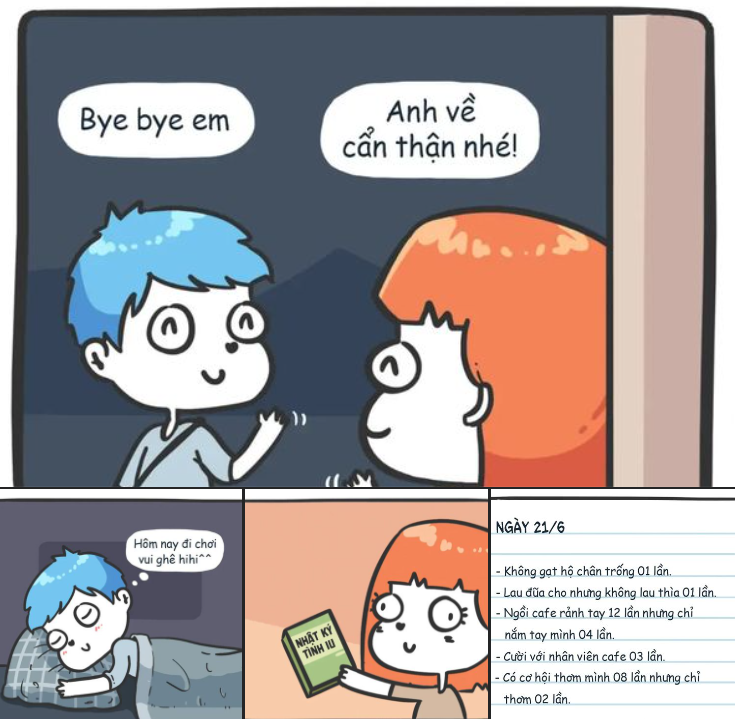 Bye bye em
Anh về
cẩn thận nhé!
Hôm nay đi chơi
vui ghê hihi^^
NHẬT KÝ
TÌNH IU
NGÀY 21/6
- Không gạt hộ chân trống 01 lần.
- Lau đũa cho nhưng không lau thìa 01 lần.
- Ngồi cafe rảnh tay 12 lần nhưng chỉ
nắm tay mình 04 lần.
- Cười với nhân viên cafe 03 lần.
- Có cơ hội thơm mình 08 lần nhưng chỉ
thơm 02 lần.